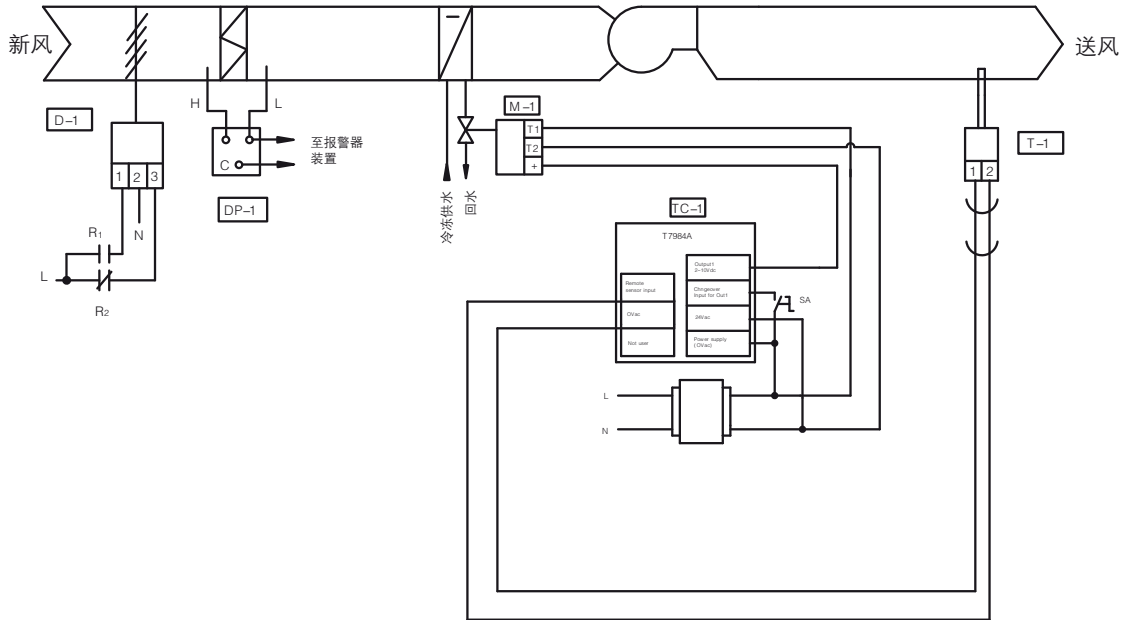 新风
送风
D-1
H
L
C
至报警器
装置
DP-1
M-1
T1
T2
+
T-1
1
2
1
2
3
冷冻供水
回水
R1
N
L
R2
TC-1
T7984A
Output1
2-10Vdc
Remote
sensor input
Chngeover
Input for Out1
SA
OVac
24Vac
Not use
Power supply
(OVac)
L
N